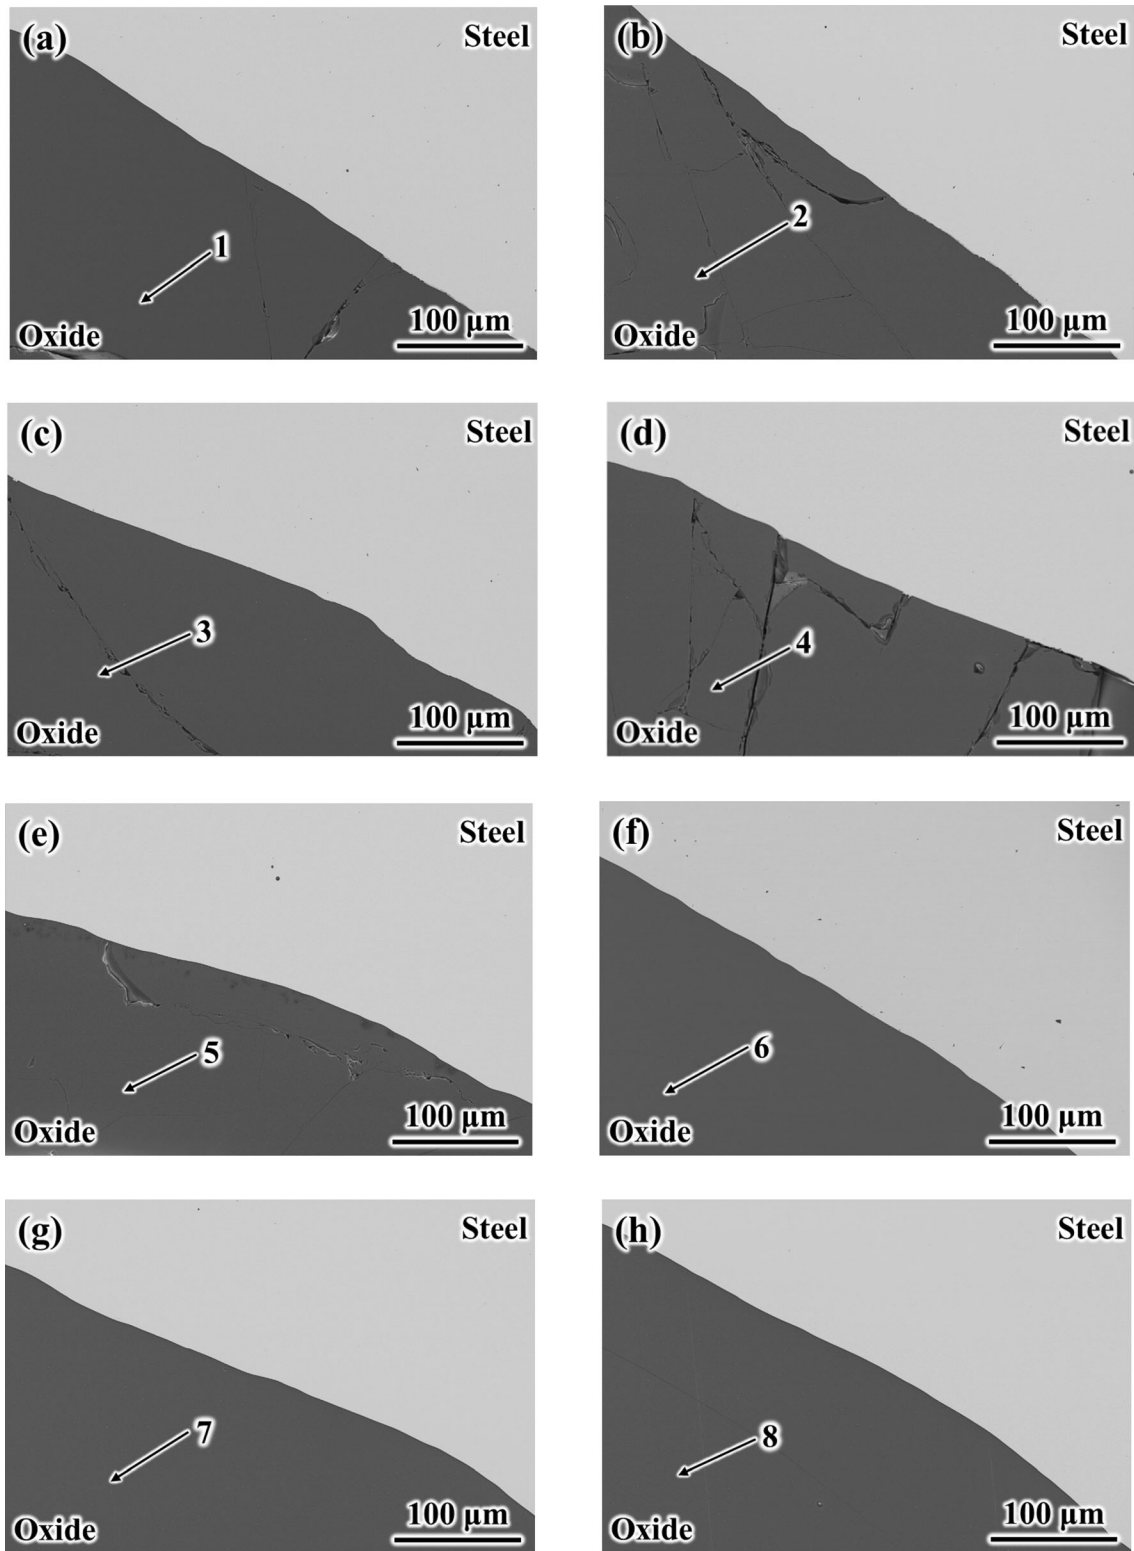 (a) Steel
1
Oxide 100 μm
(b) Steel
2
Oxide 100 μm
(c) Steel
3
Oxide 100 μm
(d) Steel
4
Oxide 100 μm
(e) Steel
5
Oxide 100 μm
(f) Steel
6
Oxide 100 μm
(g) Steel
7
Oxide 100 μm
(h) Steel
8
Oxide 100 μm